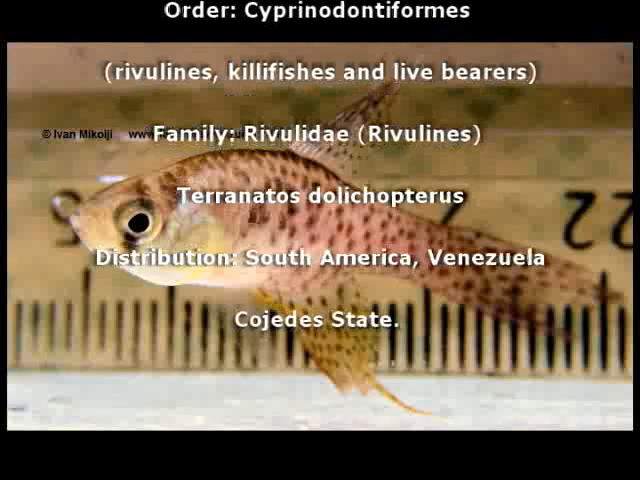 Order: Cyprinodontiformes
(rivulines, killifishes and live bearers)
© Ivan Mikolji
Family: Rivulidae (Rivulines)
Terranatos dolichopterus
22
Distribution: South America, Venezuela
Cojedes State.